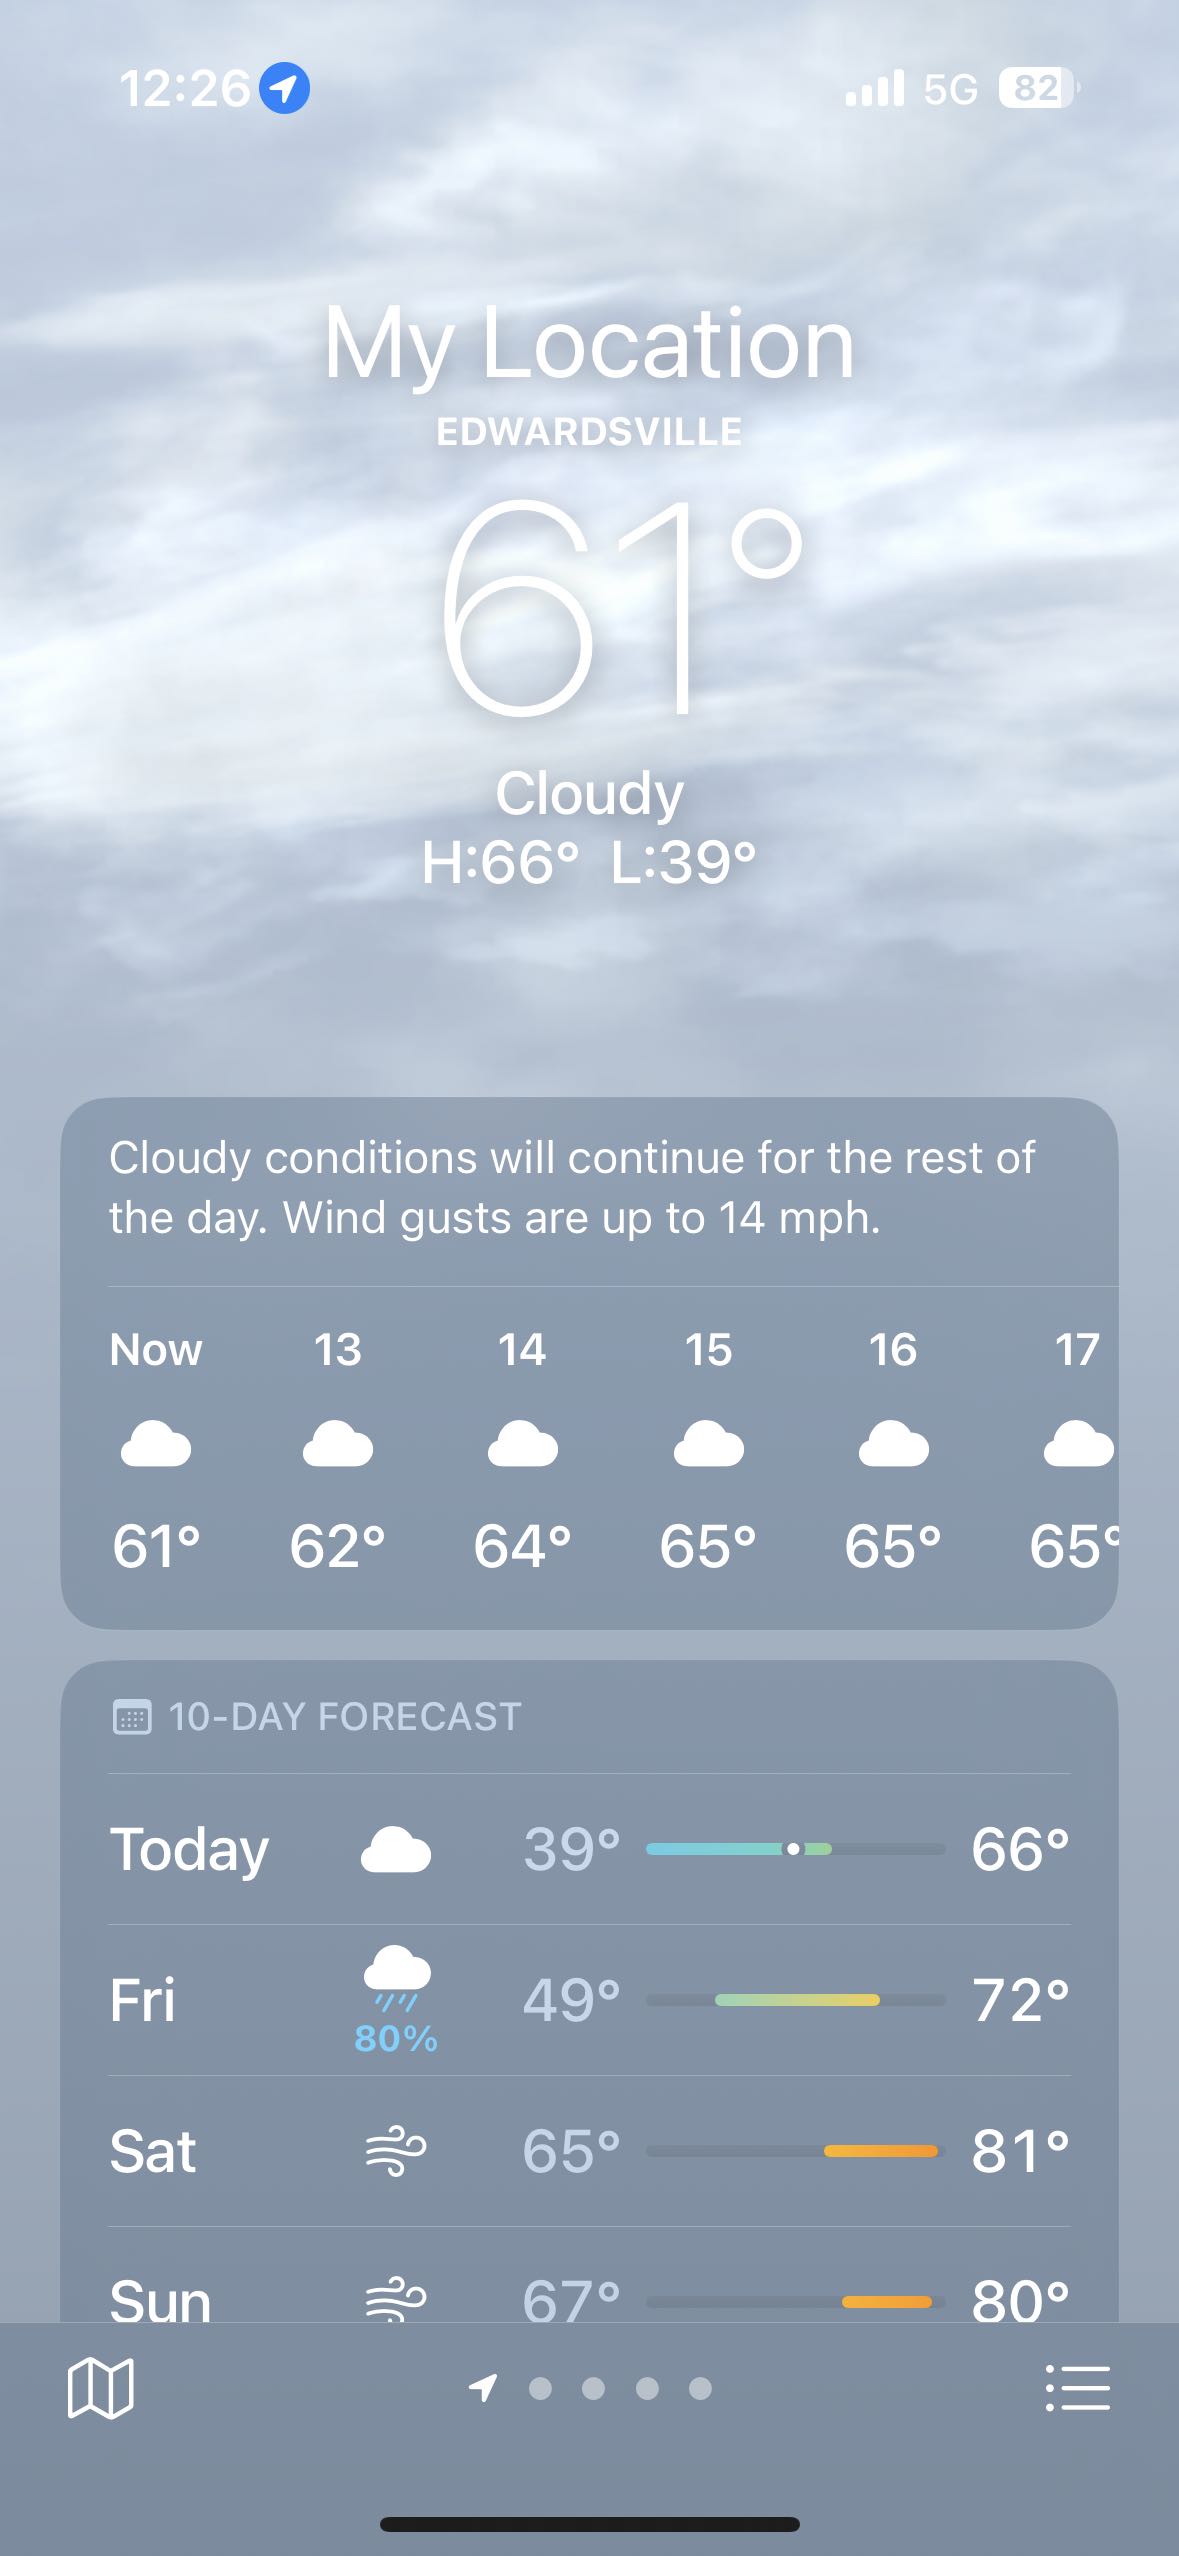 12:26 5G 82
My Location
EDWARDSVILLE
61°
Cloudy
H:66° L:39°
Cloudy conditions will continue for the rest of
the day. Wind gusts are up to 14 mph.
Now 13 14 15 16 17
61° 62° 64° 65° 65° 65°
10-DAY FORECAST
Today 39° 66°
Fri 80% 49° 72°
Sat 65° 81°
Sun 67° 80°